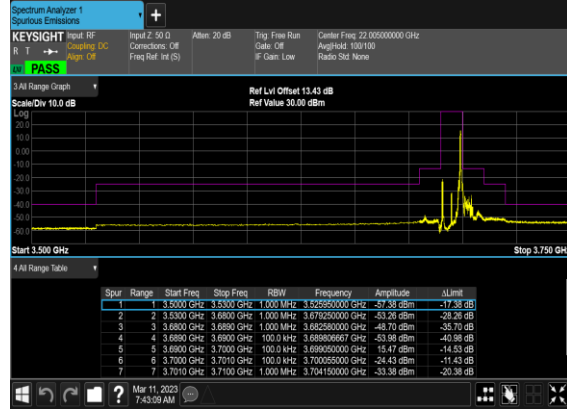 Spectrum Analyzer 1
Spurious Emissions
+
KEYSIGHT Input: RF Input Z: 50 Ω Atten: 20 dB Trig: Free Run Center Freq: 22.005000000 GHz
R T Coupling: DC Corrections: Off Gate: Off Avg|Hold: 100/100
Align: Off Freq Ref: Int (S) IF Gain: Low Radio Std: None
PASS
3 All Range Graph
Ref Lvl Offset 13.43 dB
Scale/Div 10.0 dB Ref Value 30.00 dBm
Log
20.0
10.0
0.00
-10.0
-20.0
-30.0
-40.0
-50.0
-60.0
Start 3.500 GHz Stop 3.750 GH
4 All Range Table
Spur Range Start Freq Stop Freq RBW Frequency Amplitude ΔLimit
1 1 3.5000 GHz 3.5300 GHz 1.000 MHz 3.525950000 GHz -57.38 dBm -17.38 dB
2 2 3.5300 GHz 3.6800 GHz 1.000 MHz 3.679250000 GHz -53.26 dBm -28.26 dB
3 3 3.6800 GHz 3.6890 GHz 1.000 MHz 3.682580000 GHz -48.70 dBm -35.70 dB
4 4 3.6890 GHz 3.6900 GHz 100.0 kHz 3.689806667 GHz -53.98 dBm -40.98 dB
5 5 3.6900 GHz 3.7000 GHz 100.0 kHz 3.699050000 GHz 15.47 dBm -14.53 dB
6 6 3.7000 GHz 3.7010 GHz 100.0 kHz 3.700055000 GHz -24.43 dBm -11.43 dB
7 7 3.7010 GHz 3.7100 GHz 1.000 MHz 3.704150000 GHz -33.38 dBm -20.38 dB
?
Mar 11, 2023
7:43:09 AM